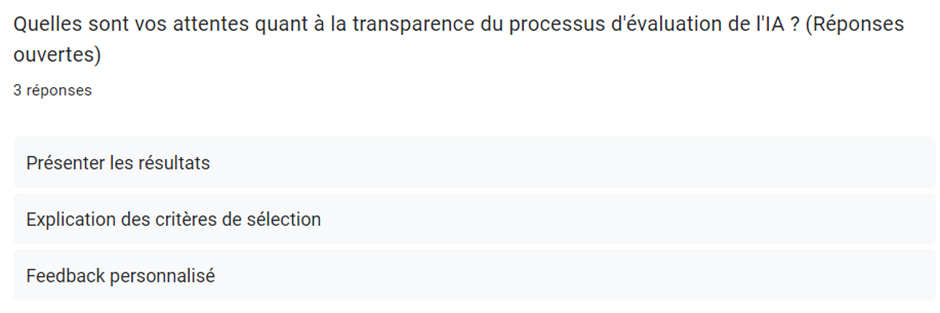 Quelles sont vos attentes quant à la transparence du processus d'évaluation de l'IA ? (Réponses
ouvertes)
3 réponses
Présenter les résultats
Explication des critères de sélection
Feedback personnalisé